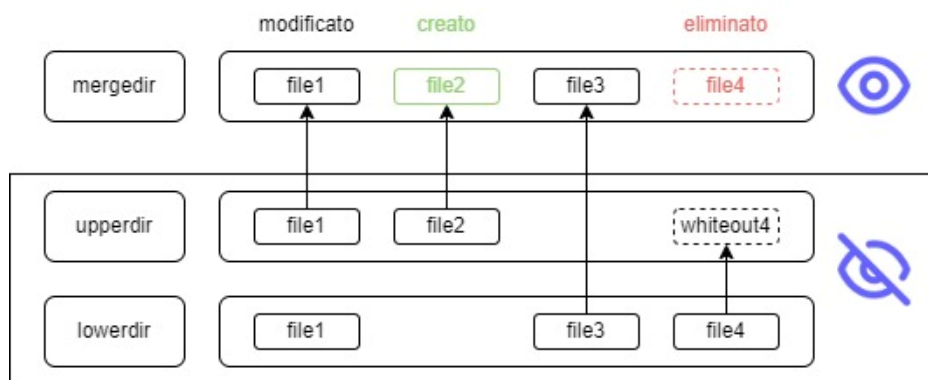 modificato creato eliminato
mergedir file1 file2 file3 file4
upperdir file1 file2 whiteout4
lowerdir file1 file3 file4